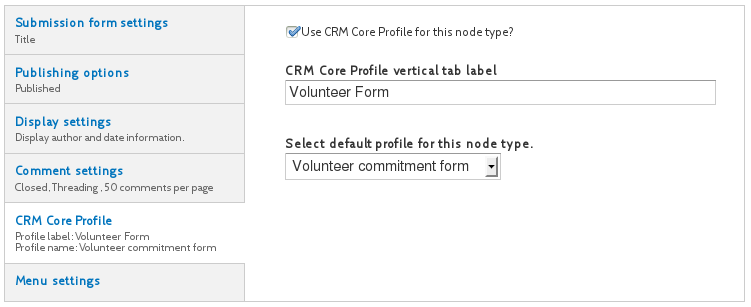 Submission form settings
Title
Publishing options
Published
Display settings
Display author and date information.
Comment settings
Closed, Threading , 50 comments per page
CRM Core Profile
Profile label: Volunteer Form
Profile name: Volunteer commitment form
Menu settings
Use CRM Core Profile for this node type?
CRM Core Profile vertical tab label
Volunteer Form
Select default profile for this node type.
Volunteer commitment form